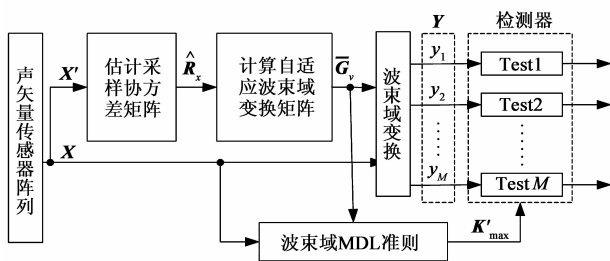 声矢量传感器阵列
X′
X
估计采
样协方
差矩阵
R̂x
计算自适
应波束域
变换矩阵
G̅v
波束域变换
Y
y1
y2
······
yM
检测器
Test1
Test2
······
TestM
波束域MDL准则
K′max